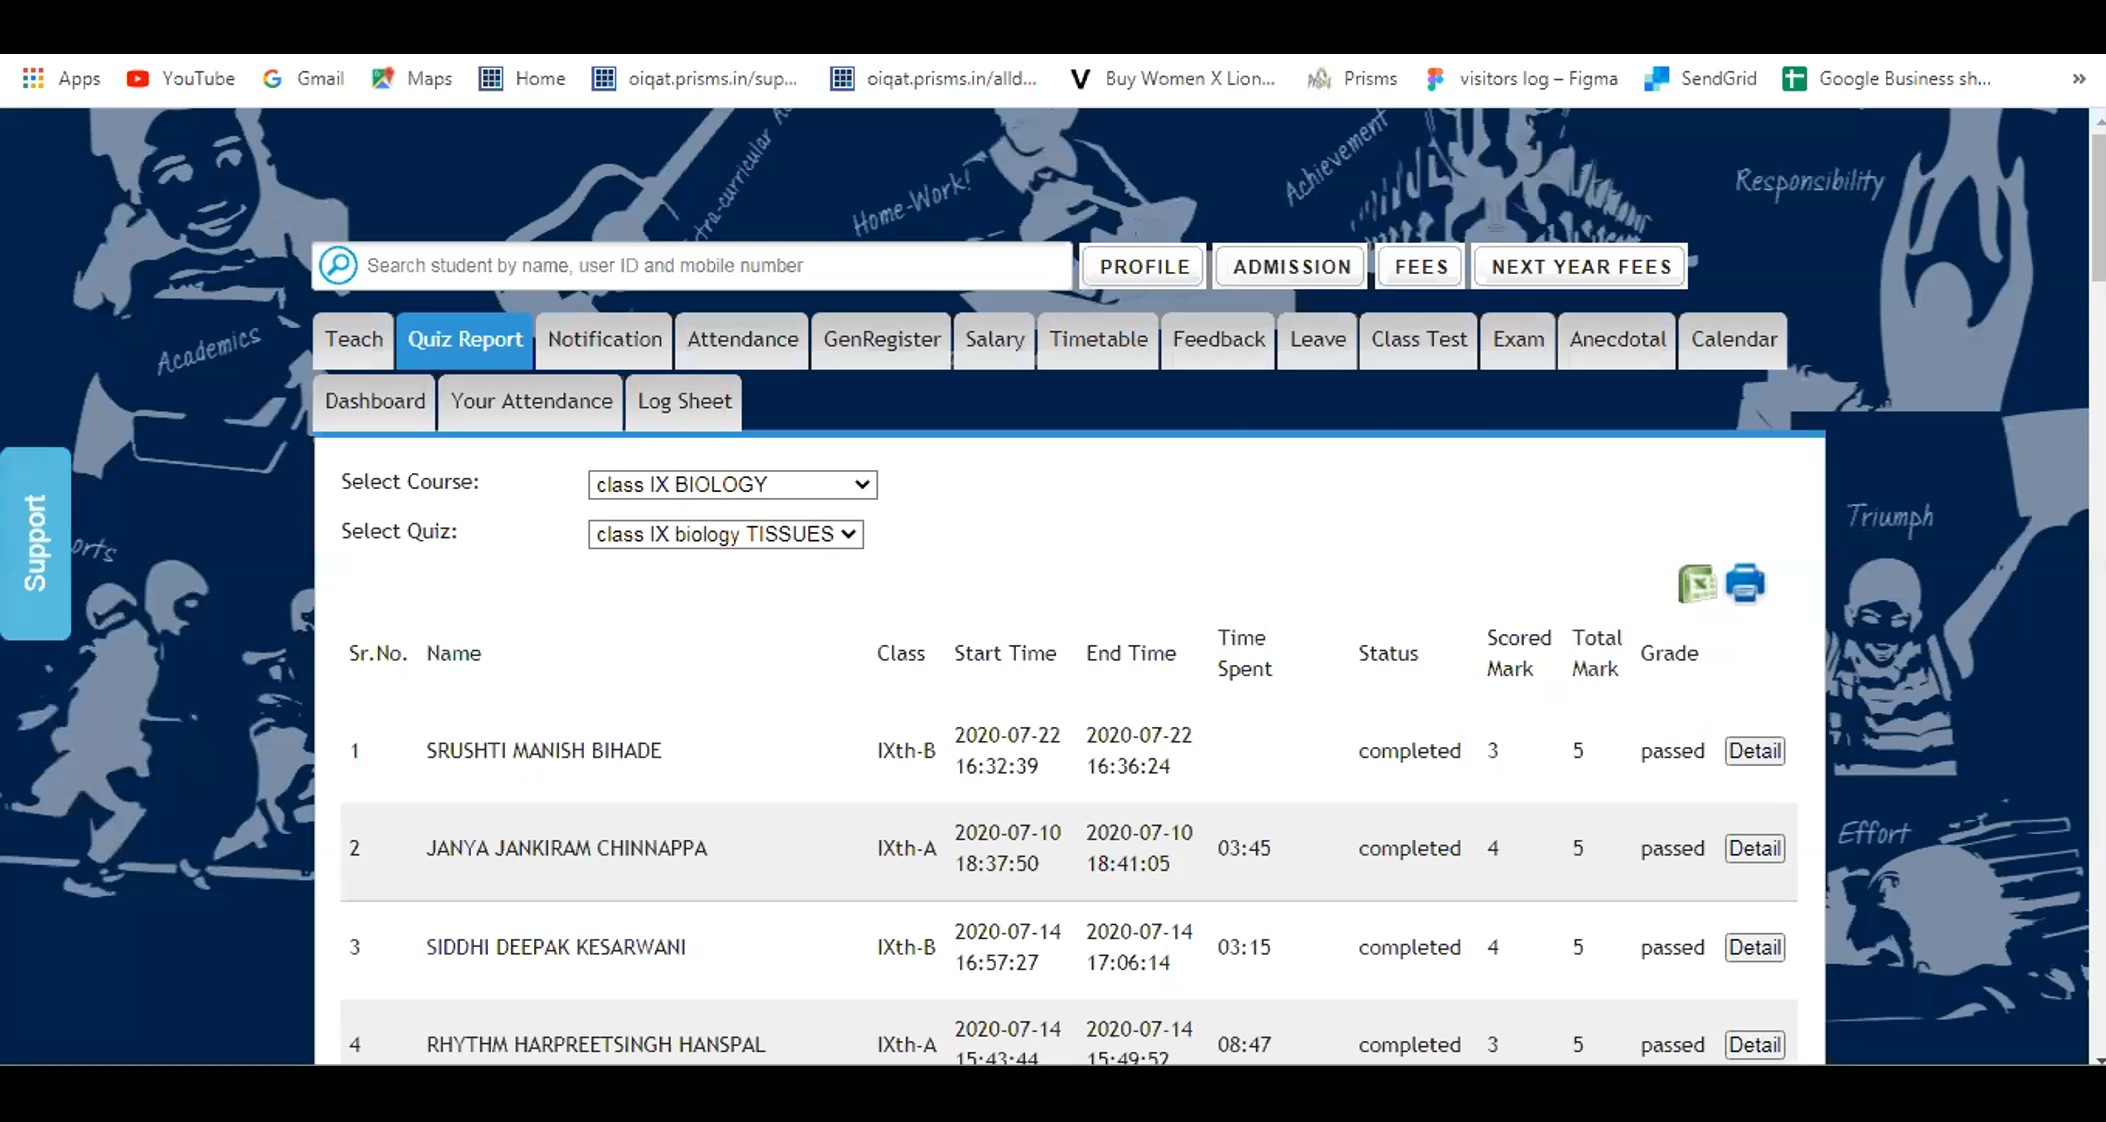 Apps YouTube Gmail Maps Home oiqat.prisms.in/sup... oiqat.prisms.in/alld... Buy Women X Lion... Prisms visitors log – Figma SendGrid Google Business sh... »
Home-Work!
Achievement
Responsibility
Search student by name, user ID and mobile number PROFILE ADMISSION FEES NEXT YEAR FEES
Academics
Teach Quiz Report Notification Attendance GenRegister Salary Timetable Feedback Leave Class Test Exam Anecdotal Calendar
Dashboard Your Attendance Log Sheet
Select Course: class IX BIOLOGY
Select Quiz: class IX biology TISSUES
Support
Triumph
Sr.No. Name Class Start Time End Time Time Spent Status Scored Mark Total Mark Grade
1 SRUSHTI MANISH BIHADE IXth-B 2020-07-22 16:32:39 2020-07-22 16:36:24 completed 3 5 passed Detail
2 JANYA JANKIRAM CHINNAPPA IXth-A 2020-07-10 18:37:50 2020-07-10 18:41:05 03:45 completed 4 5 passed Detail
Effort
3 SIDDHI DEEPAK KESARWANI IXth-B 2020-07-14 16:57:27 2020-07-14 17:06:14 03:15 completed 4 5 passed Detail
4 RHYTHM HARPREETSINGH HANSPAL IXth-A 2020-07-14 15:43:44 2020-07-14 15:49:52 08:47 completed 3 5 passed Detail